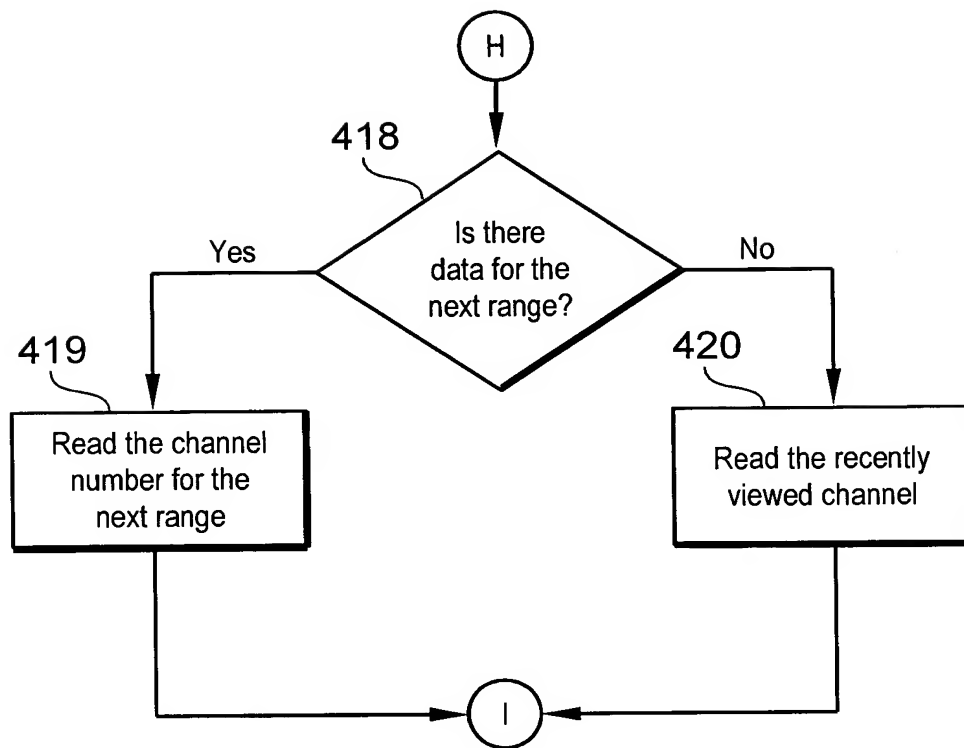 H
418
Is there
data for the
next range?
Yes
No
419
Read the channel
number for the
next range
420
Read the recently
viewed channel
I